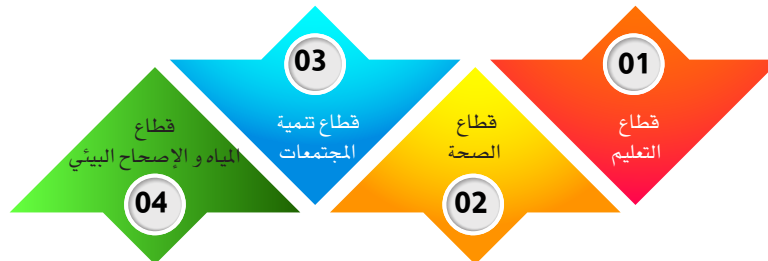 01
قطاع
التعليم
قطاع
الصحة
02
03
قطاع تنمية
المجتمعات
قطاع
المياه و الإصحاح البيئي
04